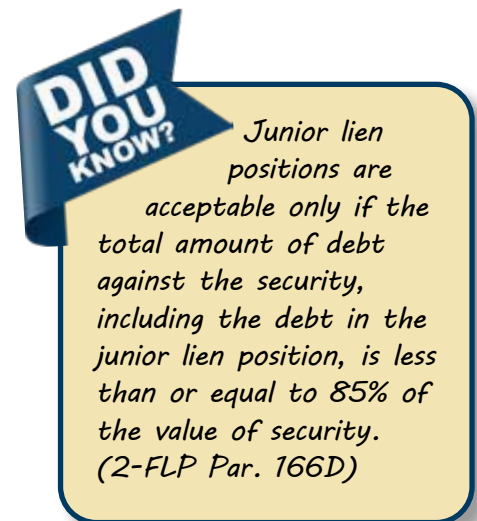 DID
YOU
KNOW?
Junior lien
positions are
acceptable only if the
total amount of debt
against the security,
including the debt in the
junior lien position, is less
than or equal to 85% of
the value of security.
(2-FLP Par. 166D)